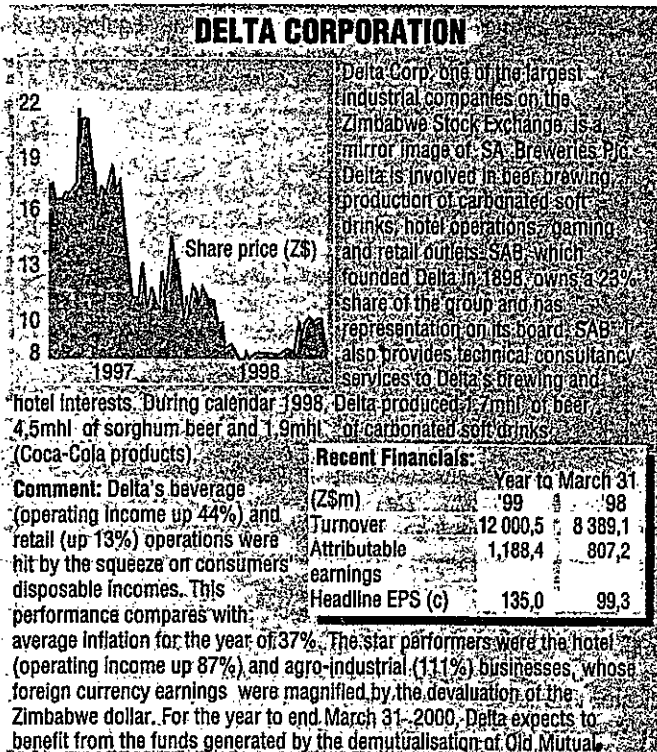 DELTA CORPORATION
22
19
16
13
10
8
Share price (Z$)
1997
1998
Delta Corp, one of the largest
industrial companies on the
Zimbabwe Stock Exchange, is a
mirror image of SA Breweries Plc.
Delta is involved in beer brewing,
production of carbonated soft
drinks, hotel operations, gaming
and retail outlets. SAB, which
founded Delta in 1898, owns a 23%
share of the group and has
representation on its board. SAB
also provides technical consultancy
services to Delta's brewing and
hotel interests. During calendar 1998, Delta produced 1.7mhl of beer,
4,5mhl of sorghum beer and 1.9mhl of carbonated soft drinks
(Coca-Cola products).
Comment: Delta's beverage
(operating income up 44%) and
retail (up 13%) operations were
hit by the squeeze on consumers'
disposable incomes. This
performance compares with
Recent Financials:
Year to March 31
(Z$m) '99 '98
Turnover 12 000,5 8 389,1
Attributable 1,188,4 807,2
earnings
Headline EPS (c) 135,0 99,3
average inflation for the year of 37%. The star performers were the hotel
(operating income up 87%) and agro-industrial (111%) businesses, whose
foreign currency earnings were magnified by the devaluation of the
Zimbabwe dollar. For the year to end March 31 2000, Delta expects to
benefit from the funds generated by the demutualisation of Old Mutual.